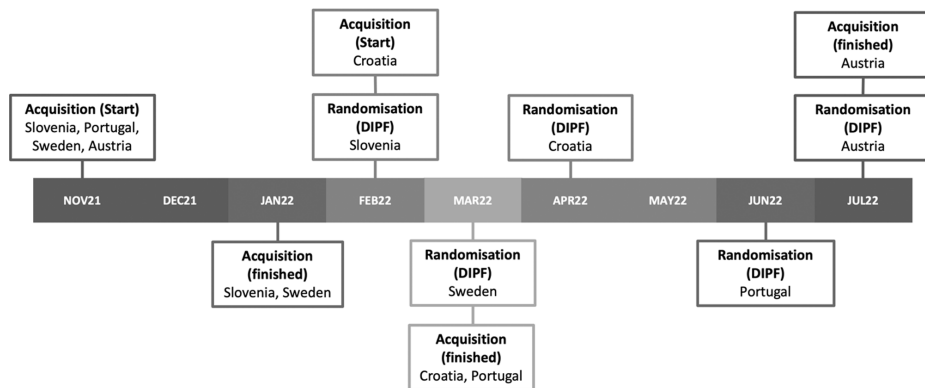 Acquisition
(Start)
Croatia
Acquisition
(finished)
Austria
Acquisition (Start)
Slovenia, Portugal,
Sweden, Austria
Randomisation
(DIPF)
Slovenia
Randomisation
(DIPF)
Croatia
Randomisation
(DIPF)
Austria
NOV21 DEC21 JAN22 FEB22 MAR22 APR22 MAY22 JUN22 JUL22
Acquisition
(finished)
Slovenia, Sweden
Randomisation
(DIPF)
Sweden
Randomisation
(DIPF)
Portugal
Acquisition
(finished)
Croatia, Portugal